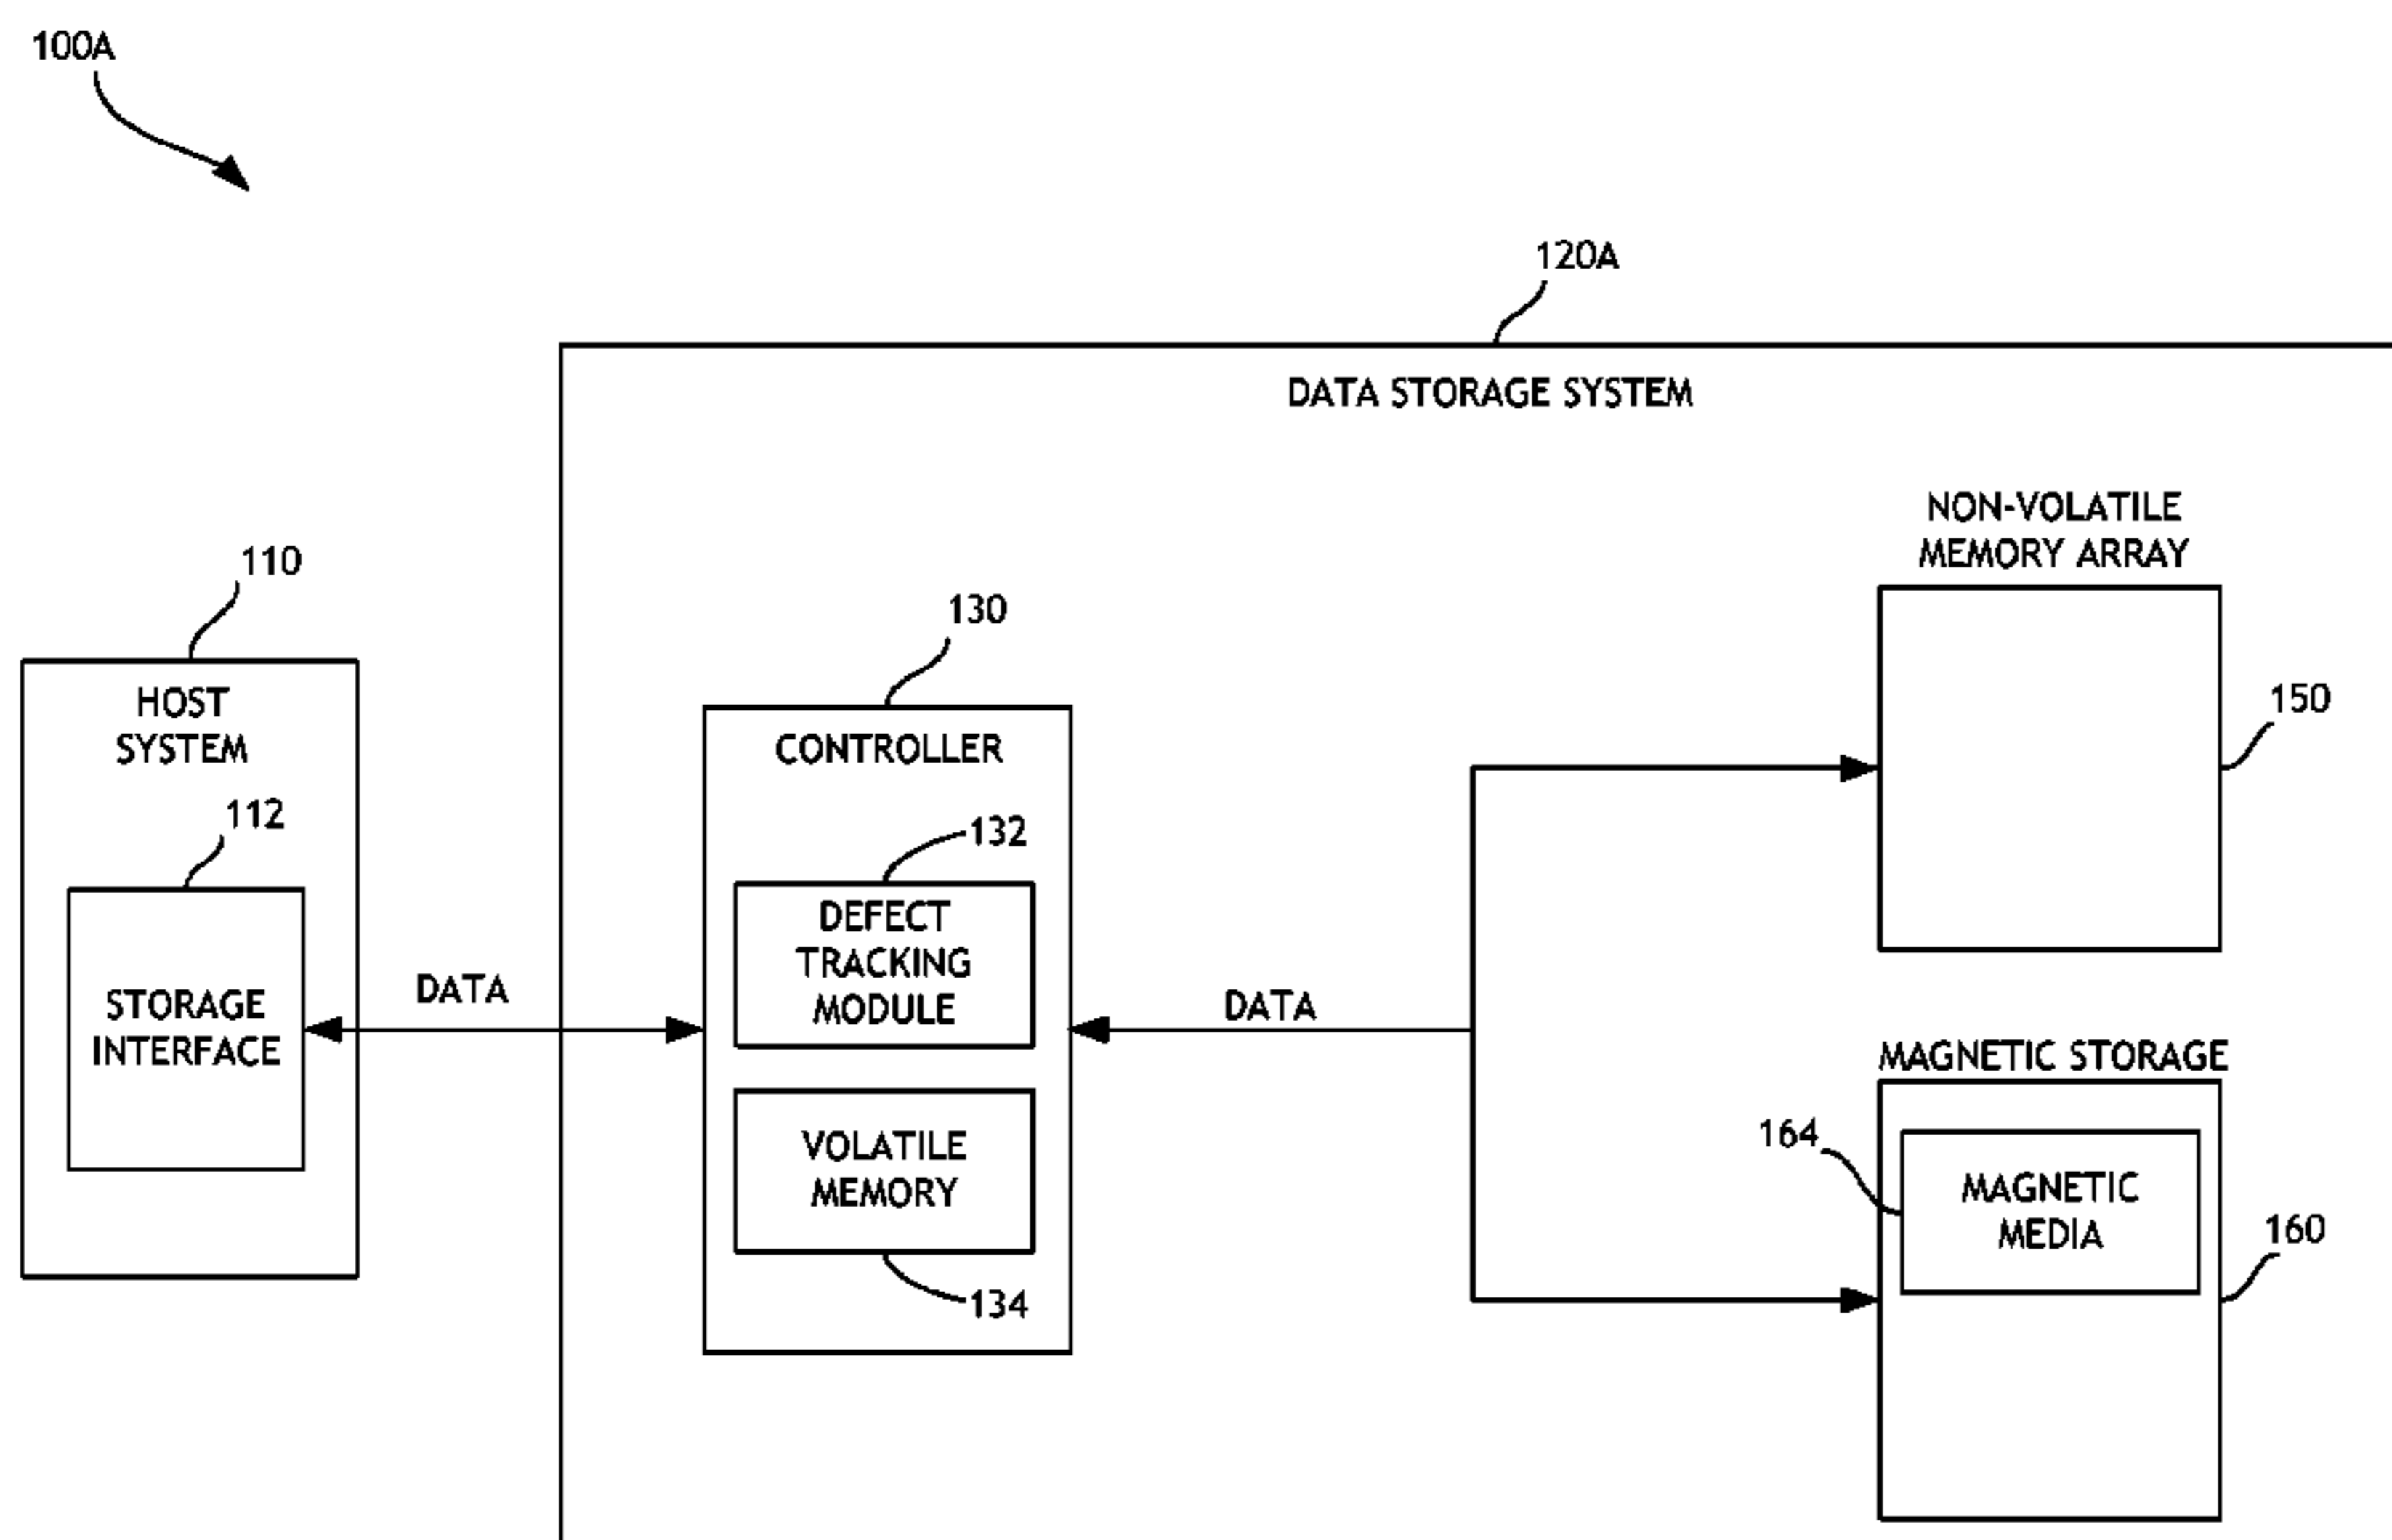 100A
120A
DATA STORAGE SYSTEM
NON-VOLATILE
MEMORY ARRAY
150
110
HOST
SYSTEM
112
STORAGE
INTERFACE
DATA
130
CONTROLLER
132
DEFECT
TRACKING
MODULE
VOLATILE
MEMORY
134
DATA
MAGNETIC STORAGE
164
MAGNETIC
MEDIA
160